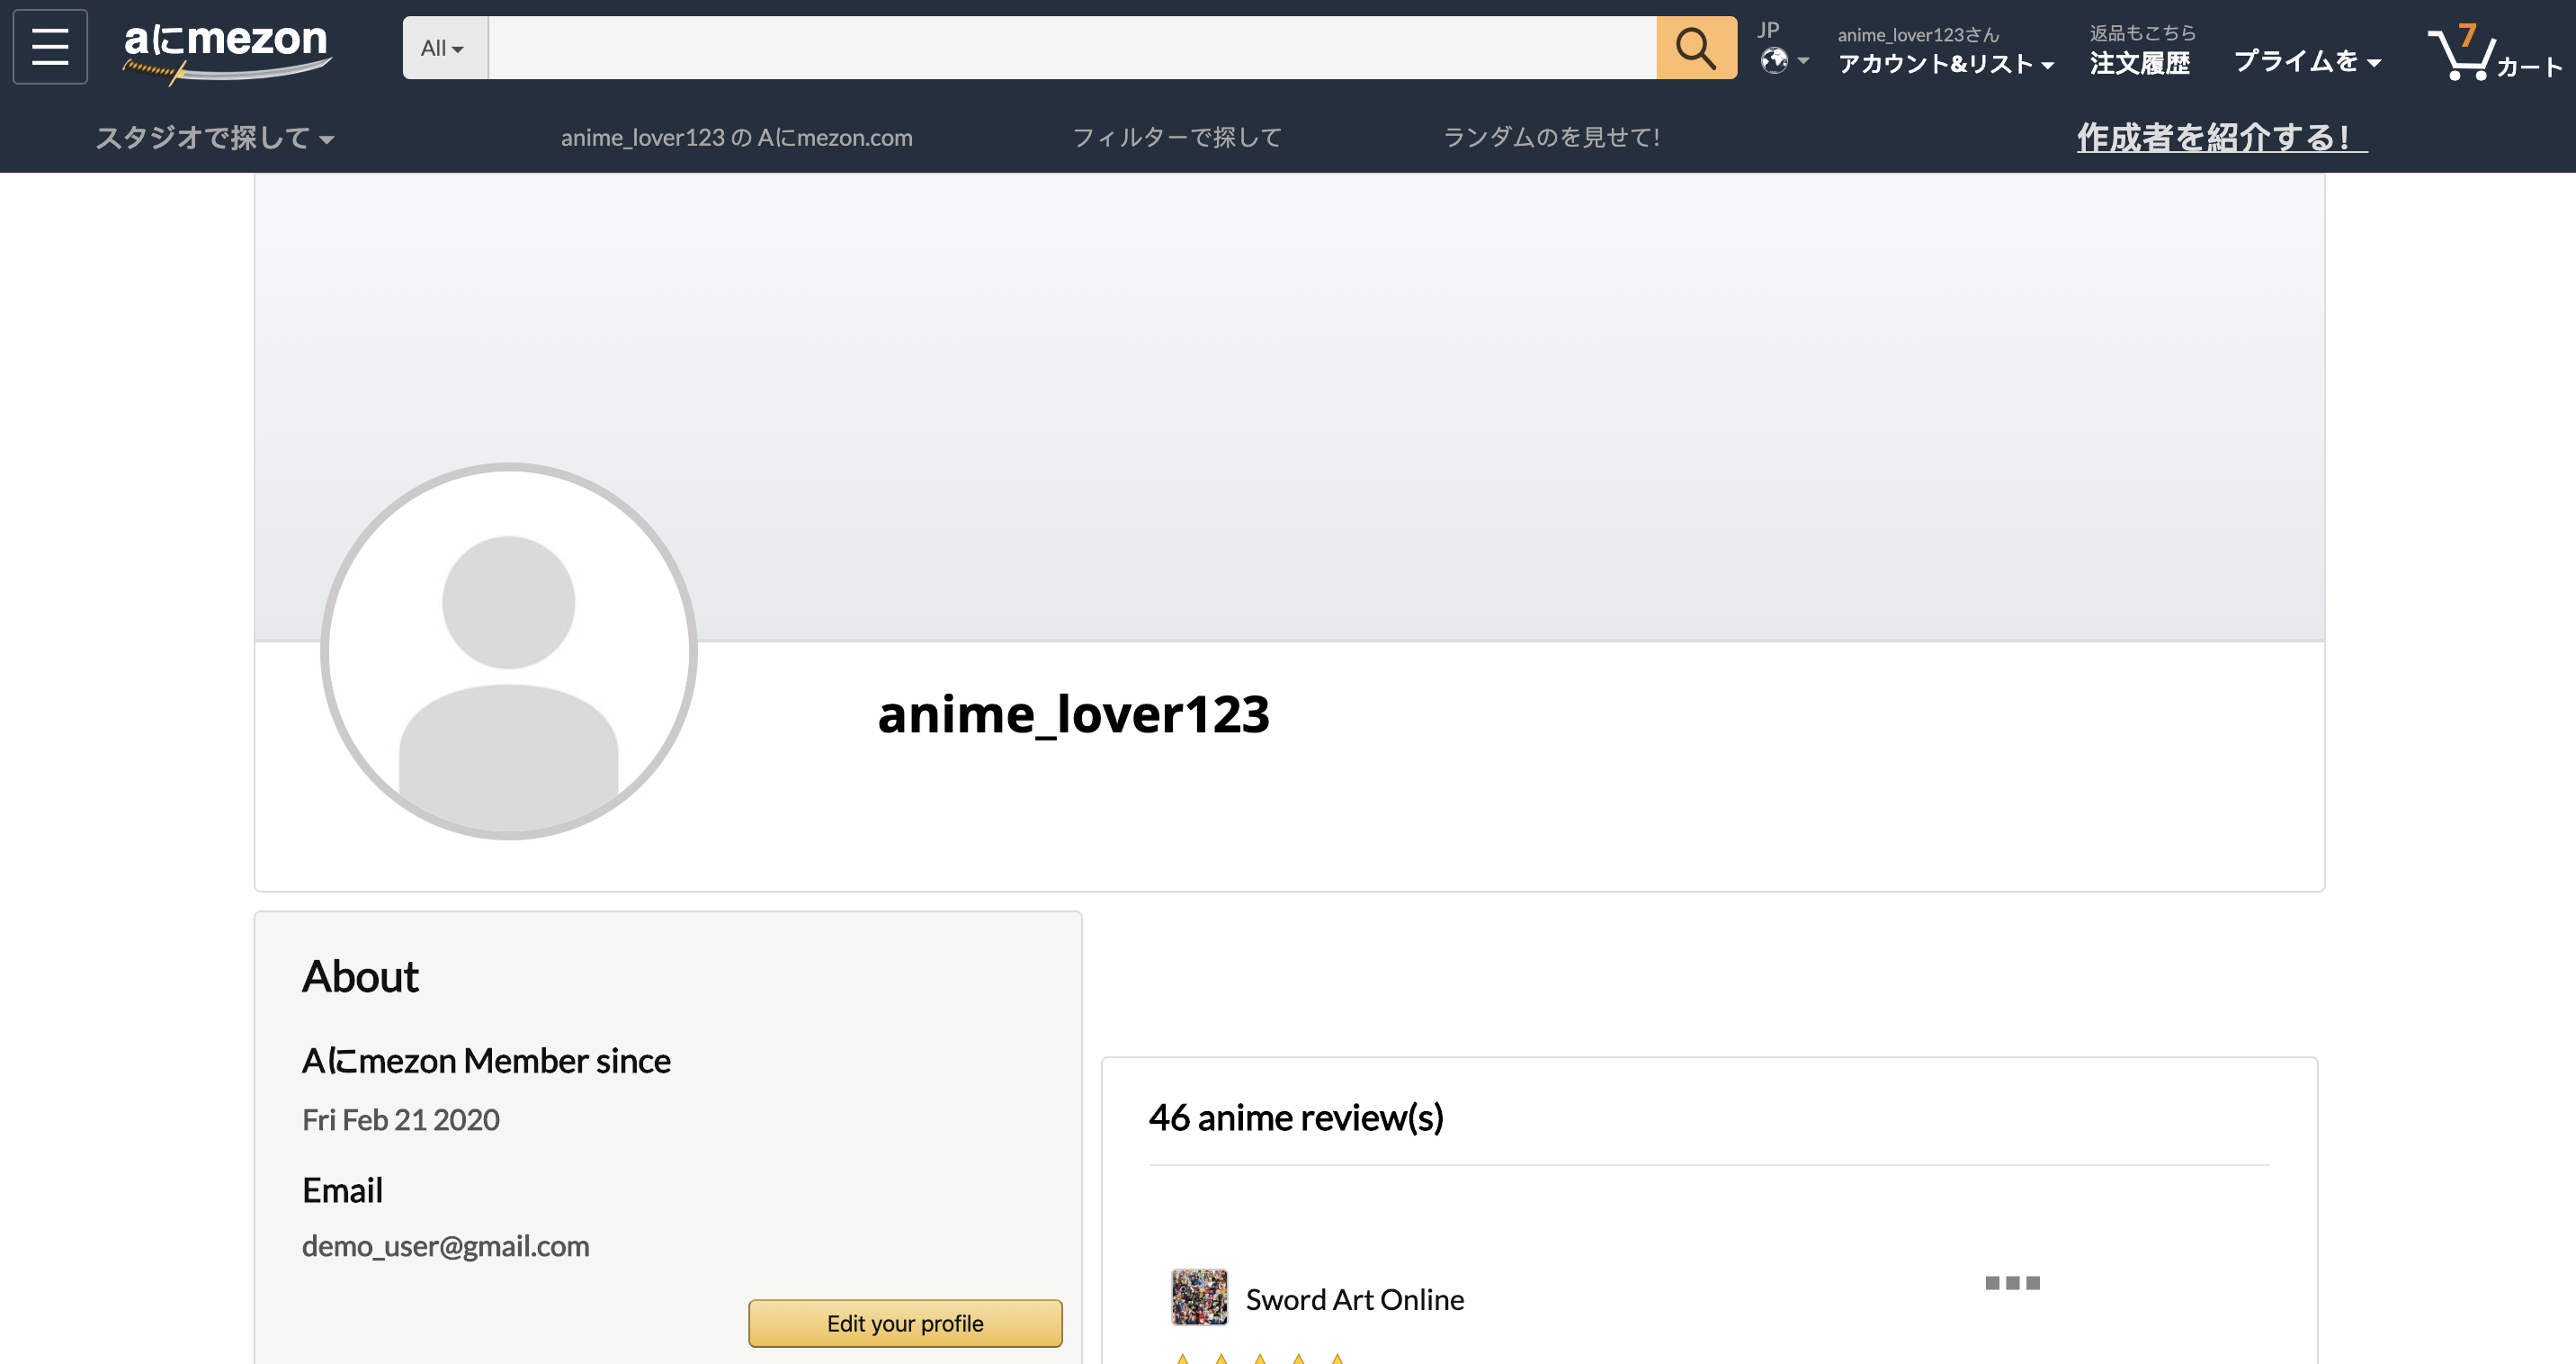 aにmezon
All
JP
anime_lover123さん
アカウント&リスト
返品もこちら
注文履歴
プライムを
7
カート
スタジオで探して
anime_lover123 の Aにmezon.com
フィルターで探して
ランダムのを見せて!
作成者を紹介する!
anime_lover123
About
Aにmezon Member since
Fri Feb 21 2020
Email
demo_user@gmail.com
Edit your profile
46 anime review(s)
Sword Art Online